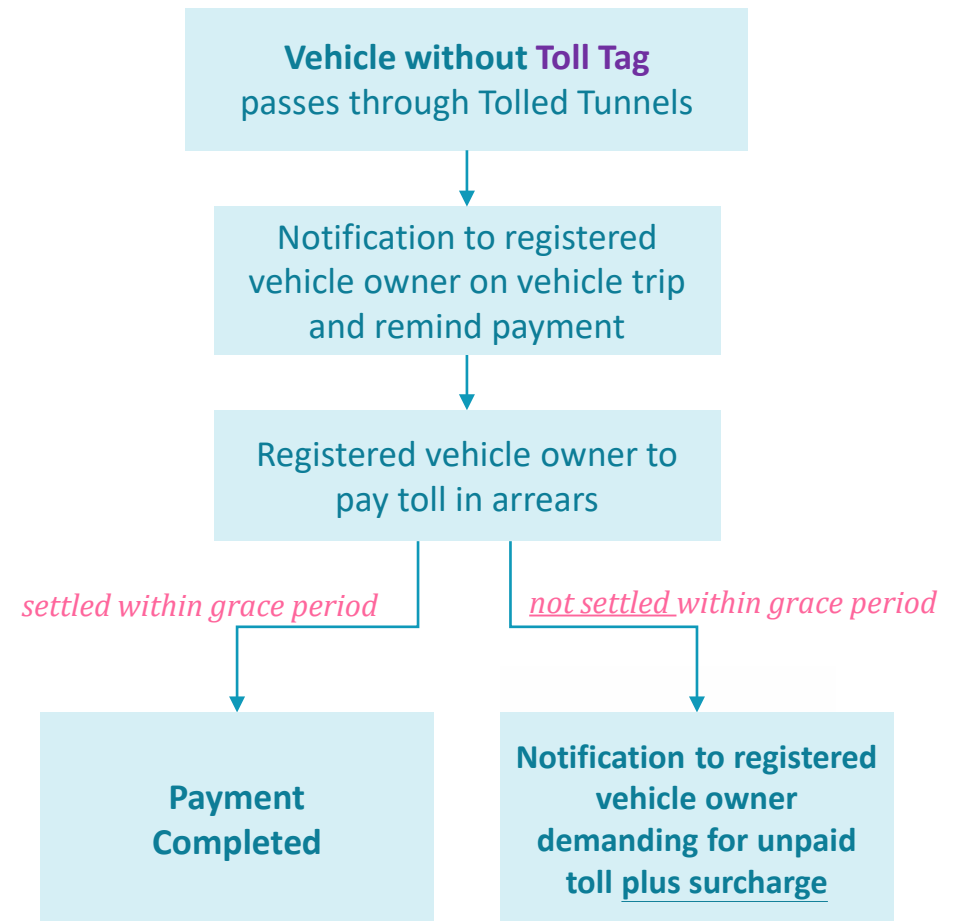 Vehicle without Toll Tag
passes through Tolled Tunnels
Notification to registered
vehicle owner on vehicle trip
and remind payment
Registered vehicle owner to
pay toll in arrears
settled within grace period
not settled within grace period
Payment
Completed
Notification to registered
vehicle owner
demanding for unpaid
toll plus surcharge